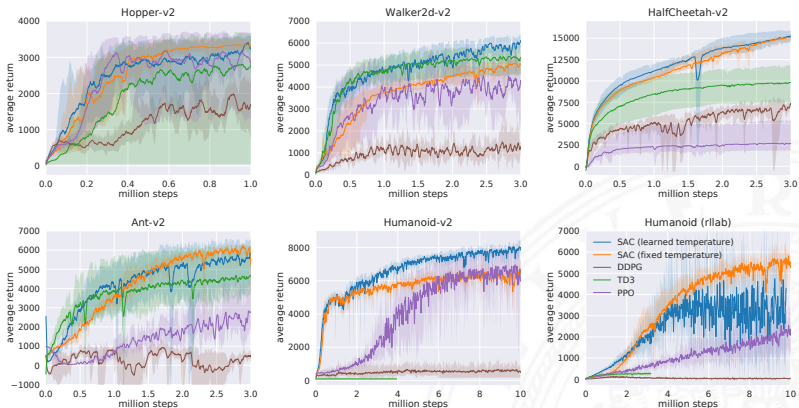 Hopper-v2
4000
3000
2000
1000
0
average return
0.0 0.2 0.4 0.6 0.8 1.0
million steps
Walker2d-v2
7000
6000
5000
4000
3000
2000
1000
0
average return
0.0 0.5 1.0 1.5 2.0 2.5 3.0
million steps
HalfCheetah-v2
15000
12500
10000
7500
5000
2500
0
average return
0.0 0.5 1.0 1.5 2.0 2.5 3.0
million steps
Ant-v2
7000
6000
5000
4000
3000
2000
1000
0
−1000
average return
0.0 0.5 1.0 1.5 2.0 2.5 3.0
million steps
Humanoid-v2
8000
6000
4000
2000
0
average return
0 2 4 6 8 10
million steps
Humanoid (rllab)
7000
6000
5000
4000
3000
2000
1000
0
average return
SAC (learned temperature)
SAC (fixed temperature)
DDPG
TD3
PPO
0 2 4 6 8 10
million steps